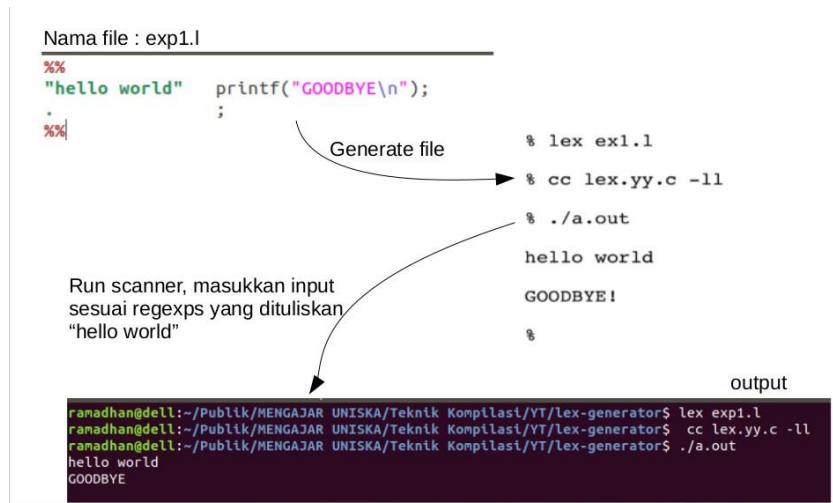 Nama file : exp1.l
%%
"hello world" printf("GOODBYE\n");
. ;
%%
Generate file
% lex ex1.l
% cc lex.yy.c -ll
% ./a.out
hello world
GOODBYE!
%
Run scanner, masukkan input
sesuai regexps yang dituliskan
“hello world”
output
ramadhan@dell:~/Publik/MENGAJAR UNISKA/Teknik Kompilasi/YT/lex-generator$ lex exp1.l
ramadhan@dell:~/Publik/MENGAJAR UNISKA/Teknik Kompilasi/YT/lex-generator$ cc lex.yy.c -ll
ramadhan@dell:~/Publik/MENGAJAR UNISKA/Teknik Kompilasi/YT/lex-generator$ ./a.out
hello world
GOODBYE